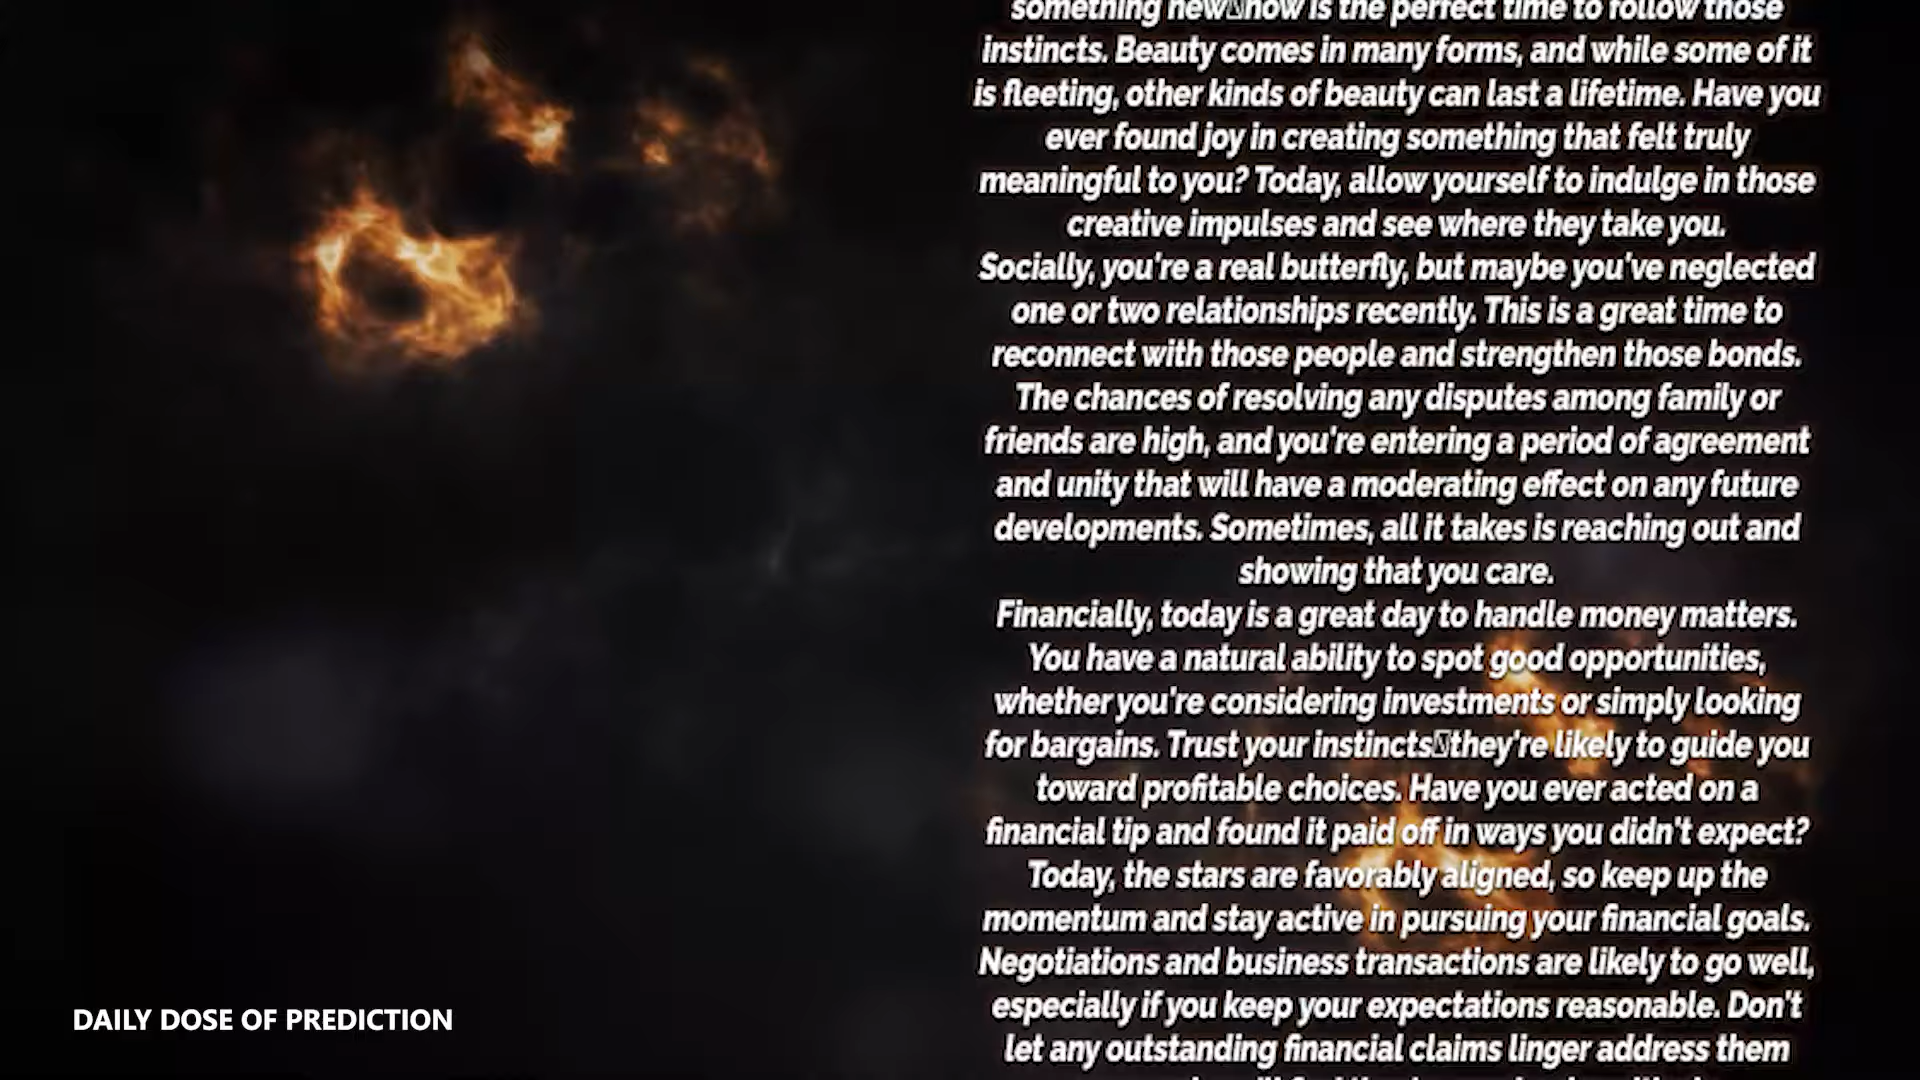 something new▯now is the perfect time to follow those
instincts. Beauty comes in many forms, and while some of it
is fleeting, other kinds of beauty can last a lifetime. Have you
ever found joy in creating something that felt truly
meaningful to you? Today, allow yourself to indulge in those
creative impulses and see where they take you.
Socially, you're a real butterfly, but maybe you've neglected
one or two relationships recently. This is a great time to
reconnect with those people and strengthen those bonds.
The chances of resolving any disputes among family or
friends are high, and you're entering a period of agreement
and unity that will have a moderating effect on any future
developments. Sometimes, all it takes is reaching out and
showing that you care.
Financially, today is a great day to handle money matters.
You have a natural ability to spot good opportunities,
whether you're considering investments or simply looking
for bargains. Trust your instincts▯they're likely to guide you
toward profitable choices. Have you ever acted on a
financial tip and found it paid off in ways you didn't expect?
Today, the stars are favorably aligned, so keep up the
momentum and stay active in pursuing your financial goals.
Negotiations and business transactions are likely to go well,
especially if you keep your expectations reasonable. Don't
let any outstanding financial claims linger address them
DAILY DOSE OF PREDICTION